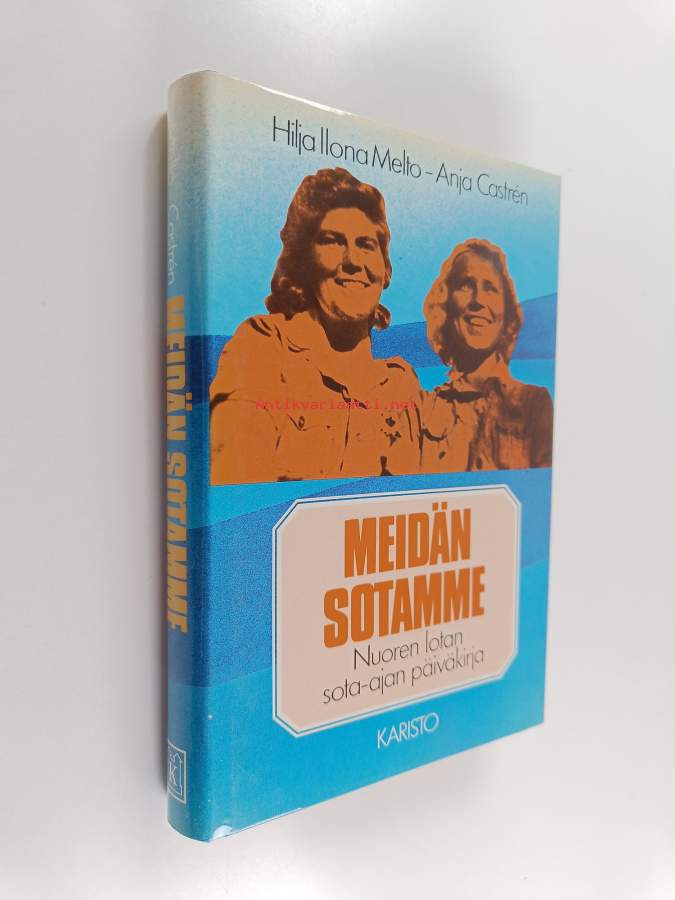 Hilja Ilona Melto – Anja Castrén
MEIDÄN
SOTAMME
Nuoren lotan
sota-ajan päiväkirja
KARISTO
Castrén
MEIDÄN SOTAMME
K
Antikvariaatti.net